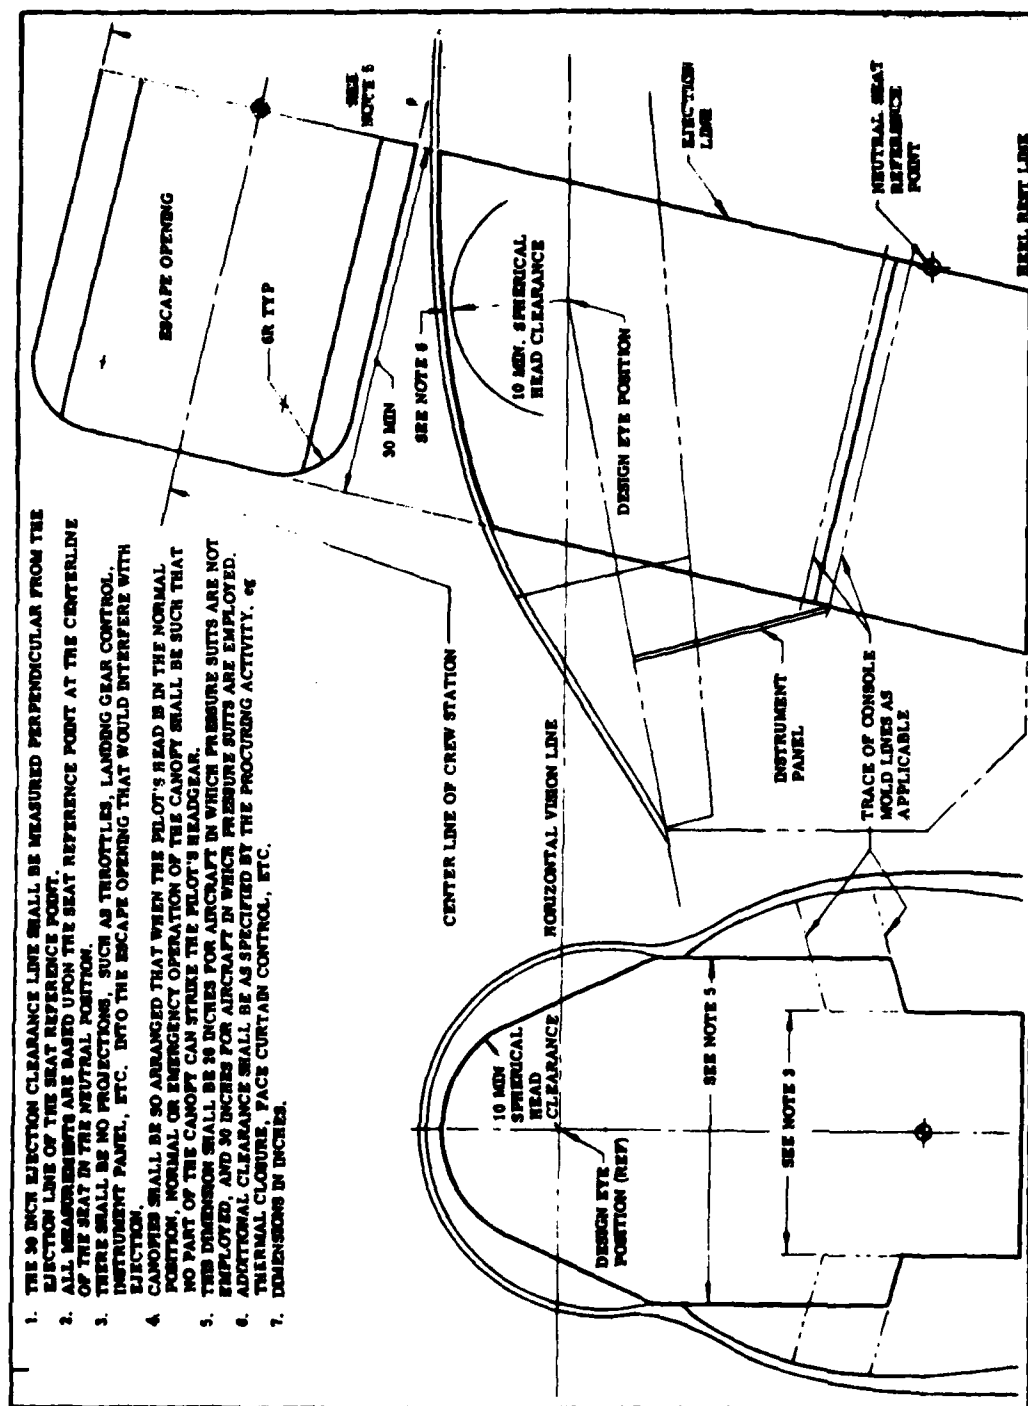 1. THE 30 INCH EJECTION CLEARANCE LINE SHALL BE MEASURED PERPENDICULAR FROM THE
EJECTION LINE OF THE SEAT REFERENCE POINT.
2. ALL MEASUREMENTS ARE BASED UPON THE SEAT REFERENCE POINT AT THE CENTERLINE
OF THE SEAT IN THE NEUTRAL POSITION.
3. THERE SHALL BE NO PROJECTIONS, SUCH AS THROTTLES, LANDING GEAR CONTROL,
INSTRUMENT PANEL, ETC. INTO THE ESCAPE OPENING THAT WOULD INTERFERE WITH
EJECTION.
4. CANOPIES SHALL BE SO ARRANGED THAT WHEN THE PILOT'S HEAD IS IN THE NORMAL
POSITION, NORMAL OR EMERGENCY OPERATION OF THE CANOPY SHALL BE SUCH THAT
NO PART OF THE CANOPY CAN STRIKE THE PILOT'S HEADGEAR.
5. THIS DIMENSION SHALL BE INCHES FOR AIRCRAFT IN WHICH PRESSURE SUITS ARE NOT
EMPLOYED, AND 30 INCHES FOR AIRCRAFT IN WHICH PRESSURE SUITS ARE EMPLOYED.
6. ADDITIONAL CLEARANCE SHALL BE AS SPECIFIED BY THE PROCURING ACTIVITY. eg
THERMAL CLOSURE, FACE CURTAIN CONTROL, ETC.
7. DIMENSIONS IN INCHES.
ESCAPE OPENING
6R TYP
SEE
NOTE 5
30 MIN
SEE NOTE 6
10 MIN. SPHERICAL
HEAD CLEARANCE
CENTER LINE OF CREW STATION
HORIZONTAL VISION LINE
DESIGN EYE POSITION
EJECTION
LINE
NEUTRAL SEAT
REFERENCE
POINT
HEEL REST LINE
INSTRUMENT
PANEL
TRACE OF CONSOLE
MOLD LINES AS
APPLICABLE
10 MIN
SPHERICAL
HEAD
CLEARANCE
DESIGN EYE
POSITION (REF)
SEE NOTE 5
SEE NOTE 3